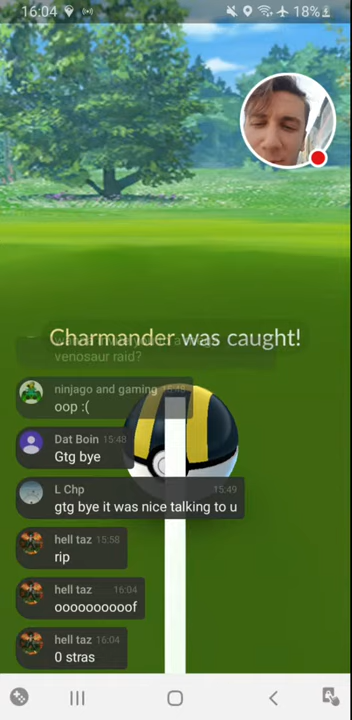 16:04
18%
Charmander was caught!
venosaur raid?
ninjago and gaming 15:48
oop :(
Dat Boin 15:48
Gtg bye
L Chp 15:49
gtg bye it was nice talking to u
hell taz 15:58
rip
hell taz 16:04
oooooooooof
hell taz 16:04
0 stras